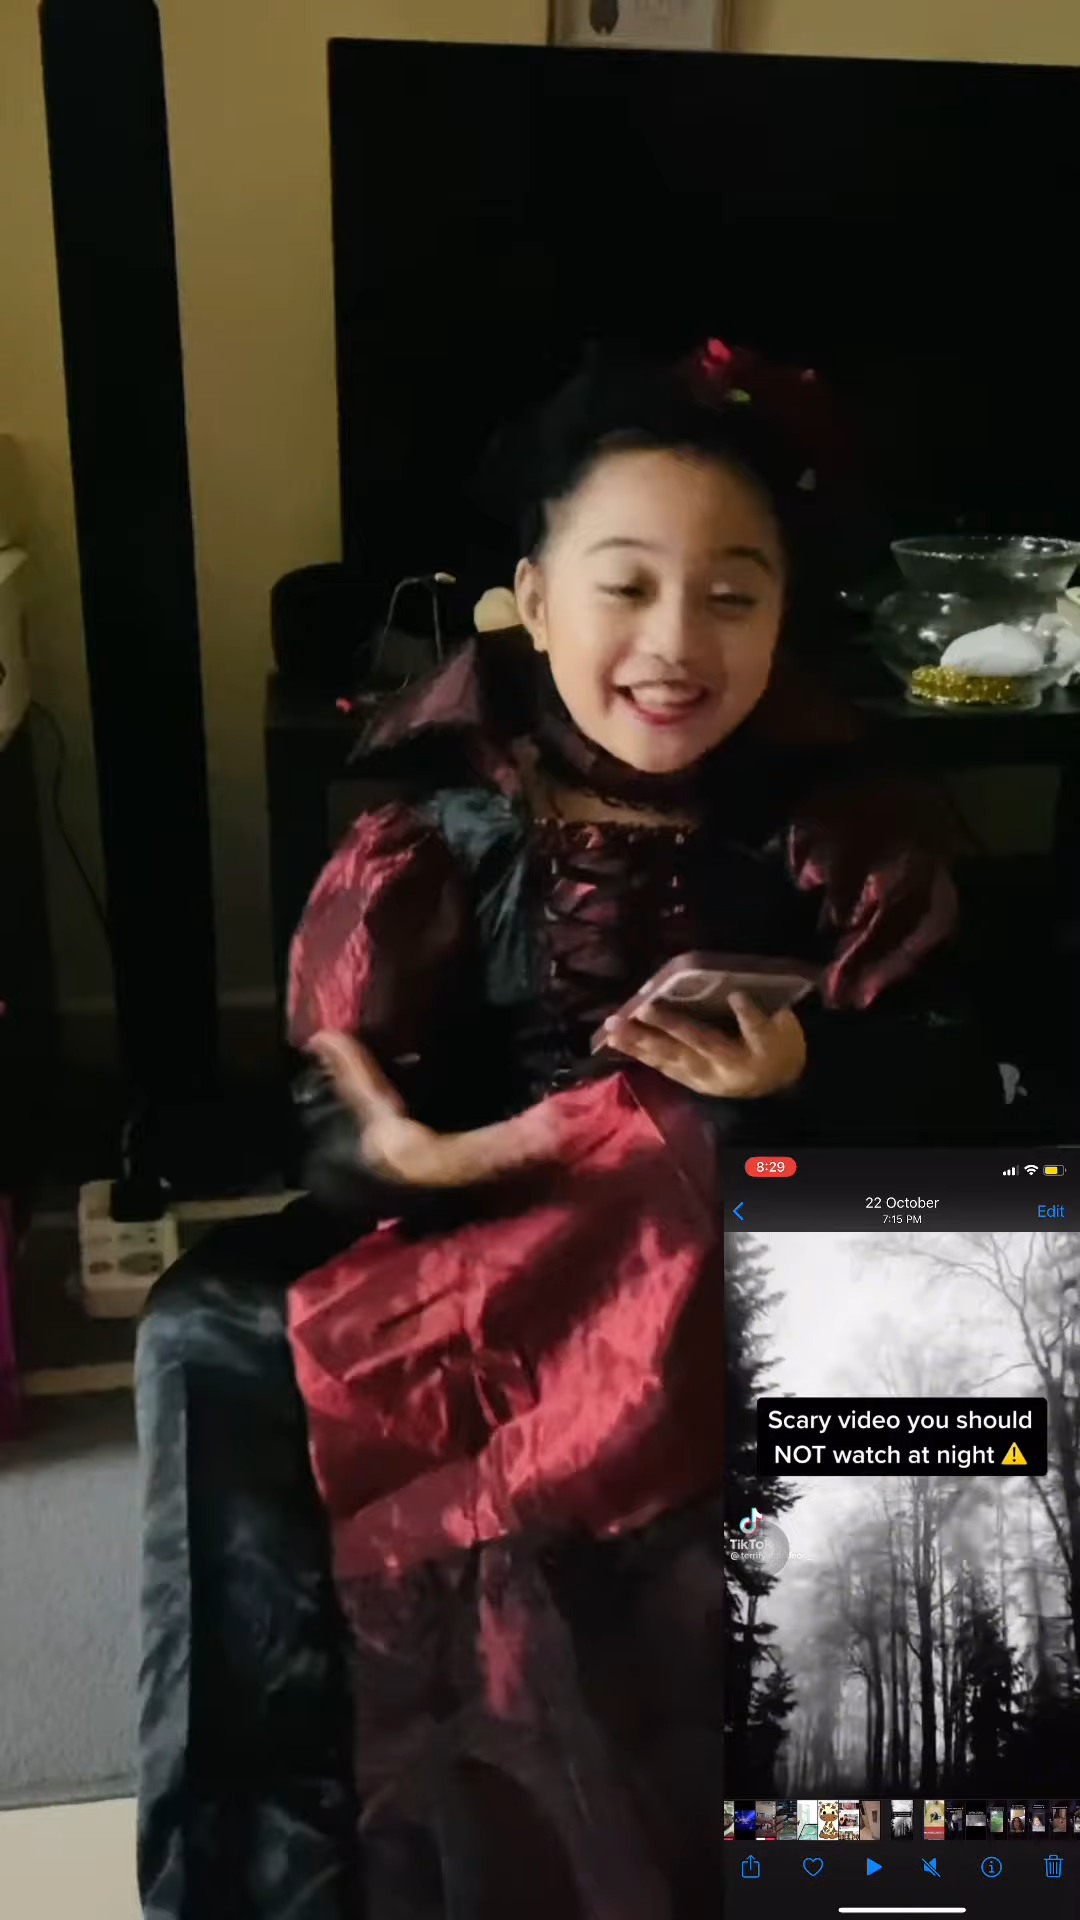 8:29
22 October
7:15 PM
Edit
Scary video you should
NOT watch at night ⚠️
TikTok